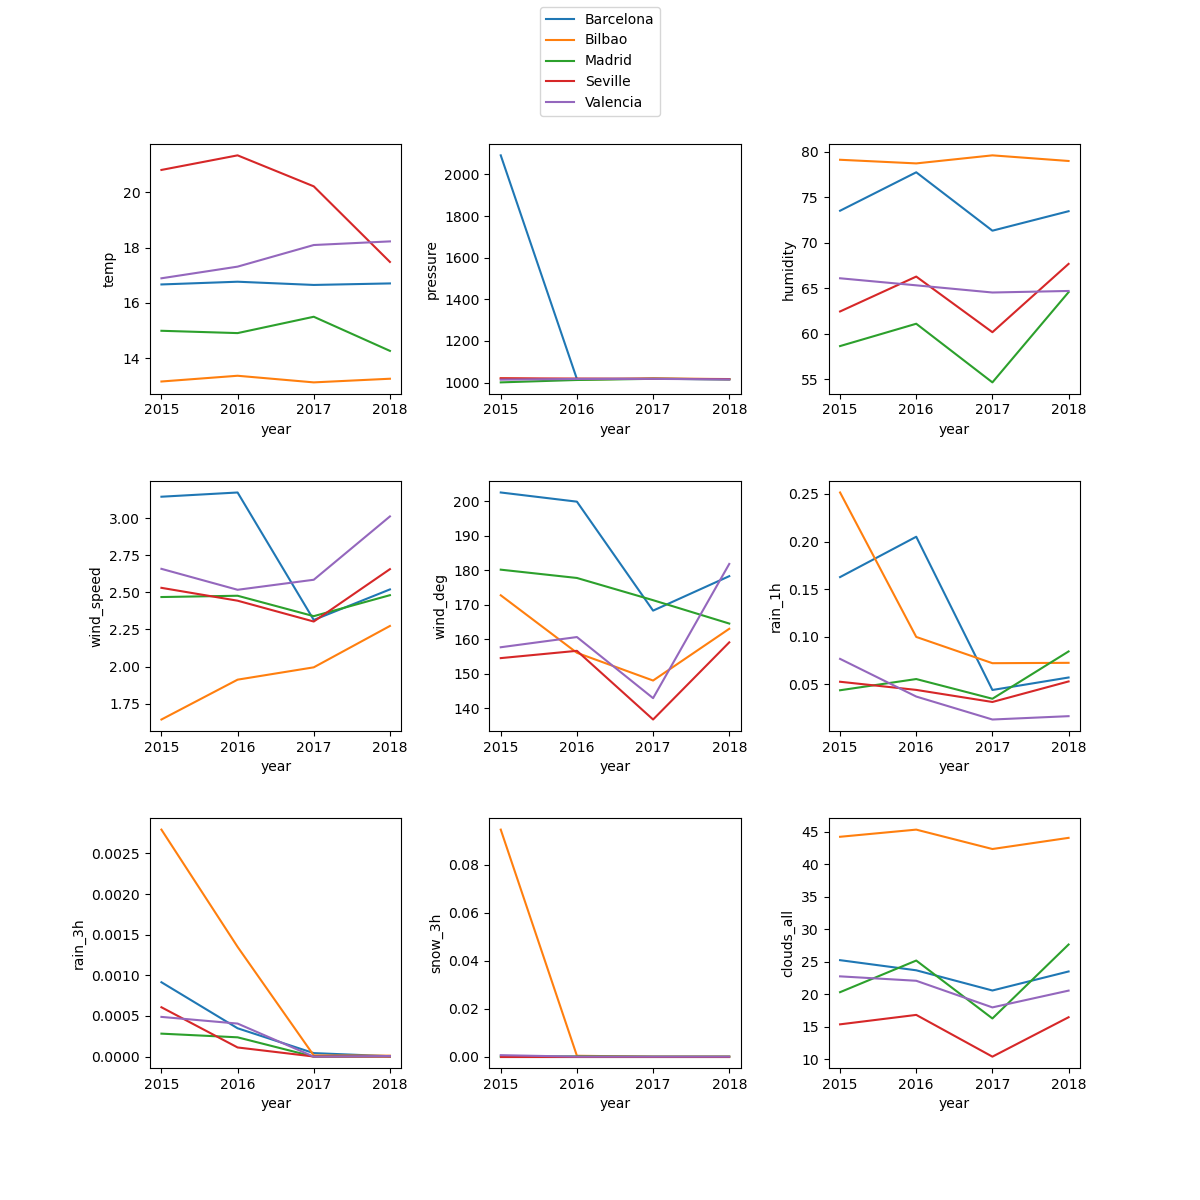 Barcelona
Bilbao
Madrid
Seville
Valencia
temp
20
18
16
14
2015 2016 2017 2018
year
pressure
2000
1800
1600
1400
1200
1000
2015 2016 2017 2018
year
humidity
80
75
70
65
60
55
2015 2016 2017 2018
year
wind_speed
3.00
2.75
2.50
2.25
2.00
1.75
2015 2016 2017 2018
year
wind_deg
200
190
180
170
160
150
140
2015 2016 2017 2018
year
rain_1h
0.25
0.20
0.15
0.10
0.05
2015 2016 2017 2018
year
rain_3h
0.0025
0.0020
0.0015
0.0010
0.0005
0.0000
2015 2016 2017 2018
year
snow_3h
0.08
0.06
0.04
0.02
0.00
2015 2016 2017 2018
year
clouds_all
45
40
35
30
25
20
15
10
2015 2016 2017 2018
year